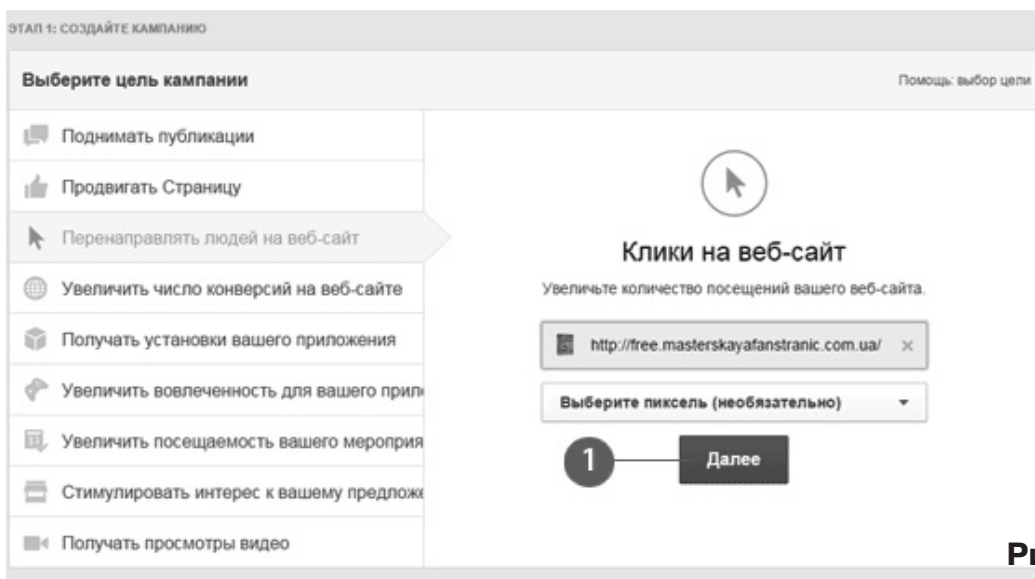 ЭТАП 1: СОЗДАЙТЕ КАМПАНИЮ
Выберите цель кампании
Помощь: выбор цели
Поднимать публикации
Продвигать Страницу
Перенаправлять людей на веб-сайт
Увеличить число конверсий на веб-сайте
Получать установки вашего приложения
Увеличить вовлеченность для вашего прил
Увеличить посещаемость вашего мероприя
Стимулировать интерес к вашему предлож
Получать просмотры видео
Клики на веб-сайт
Увеличьте количество посещений вашего веб-сайта.
http://free.masterskayafanstranic.com.ua/ ×
Выберите пиксель (необязательно)
1
Далее